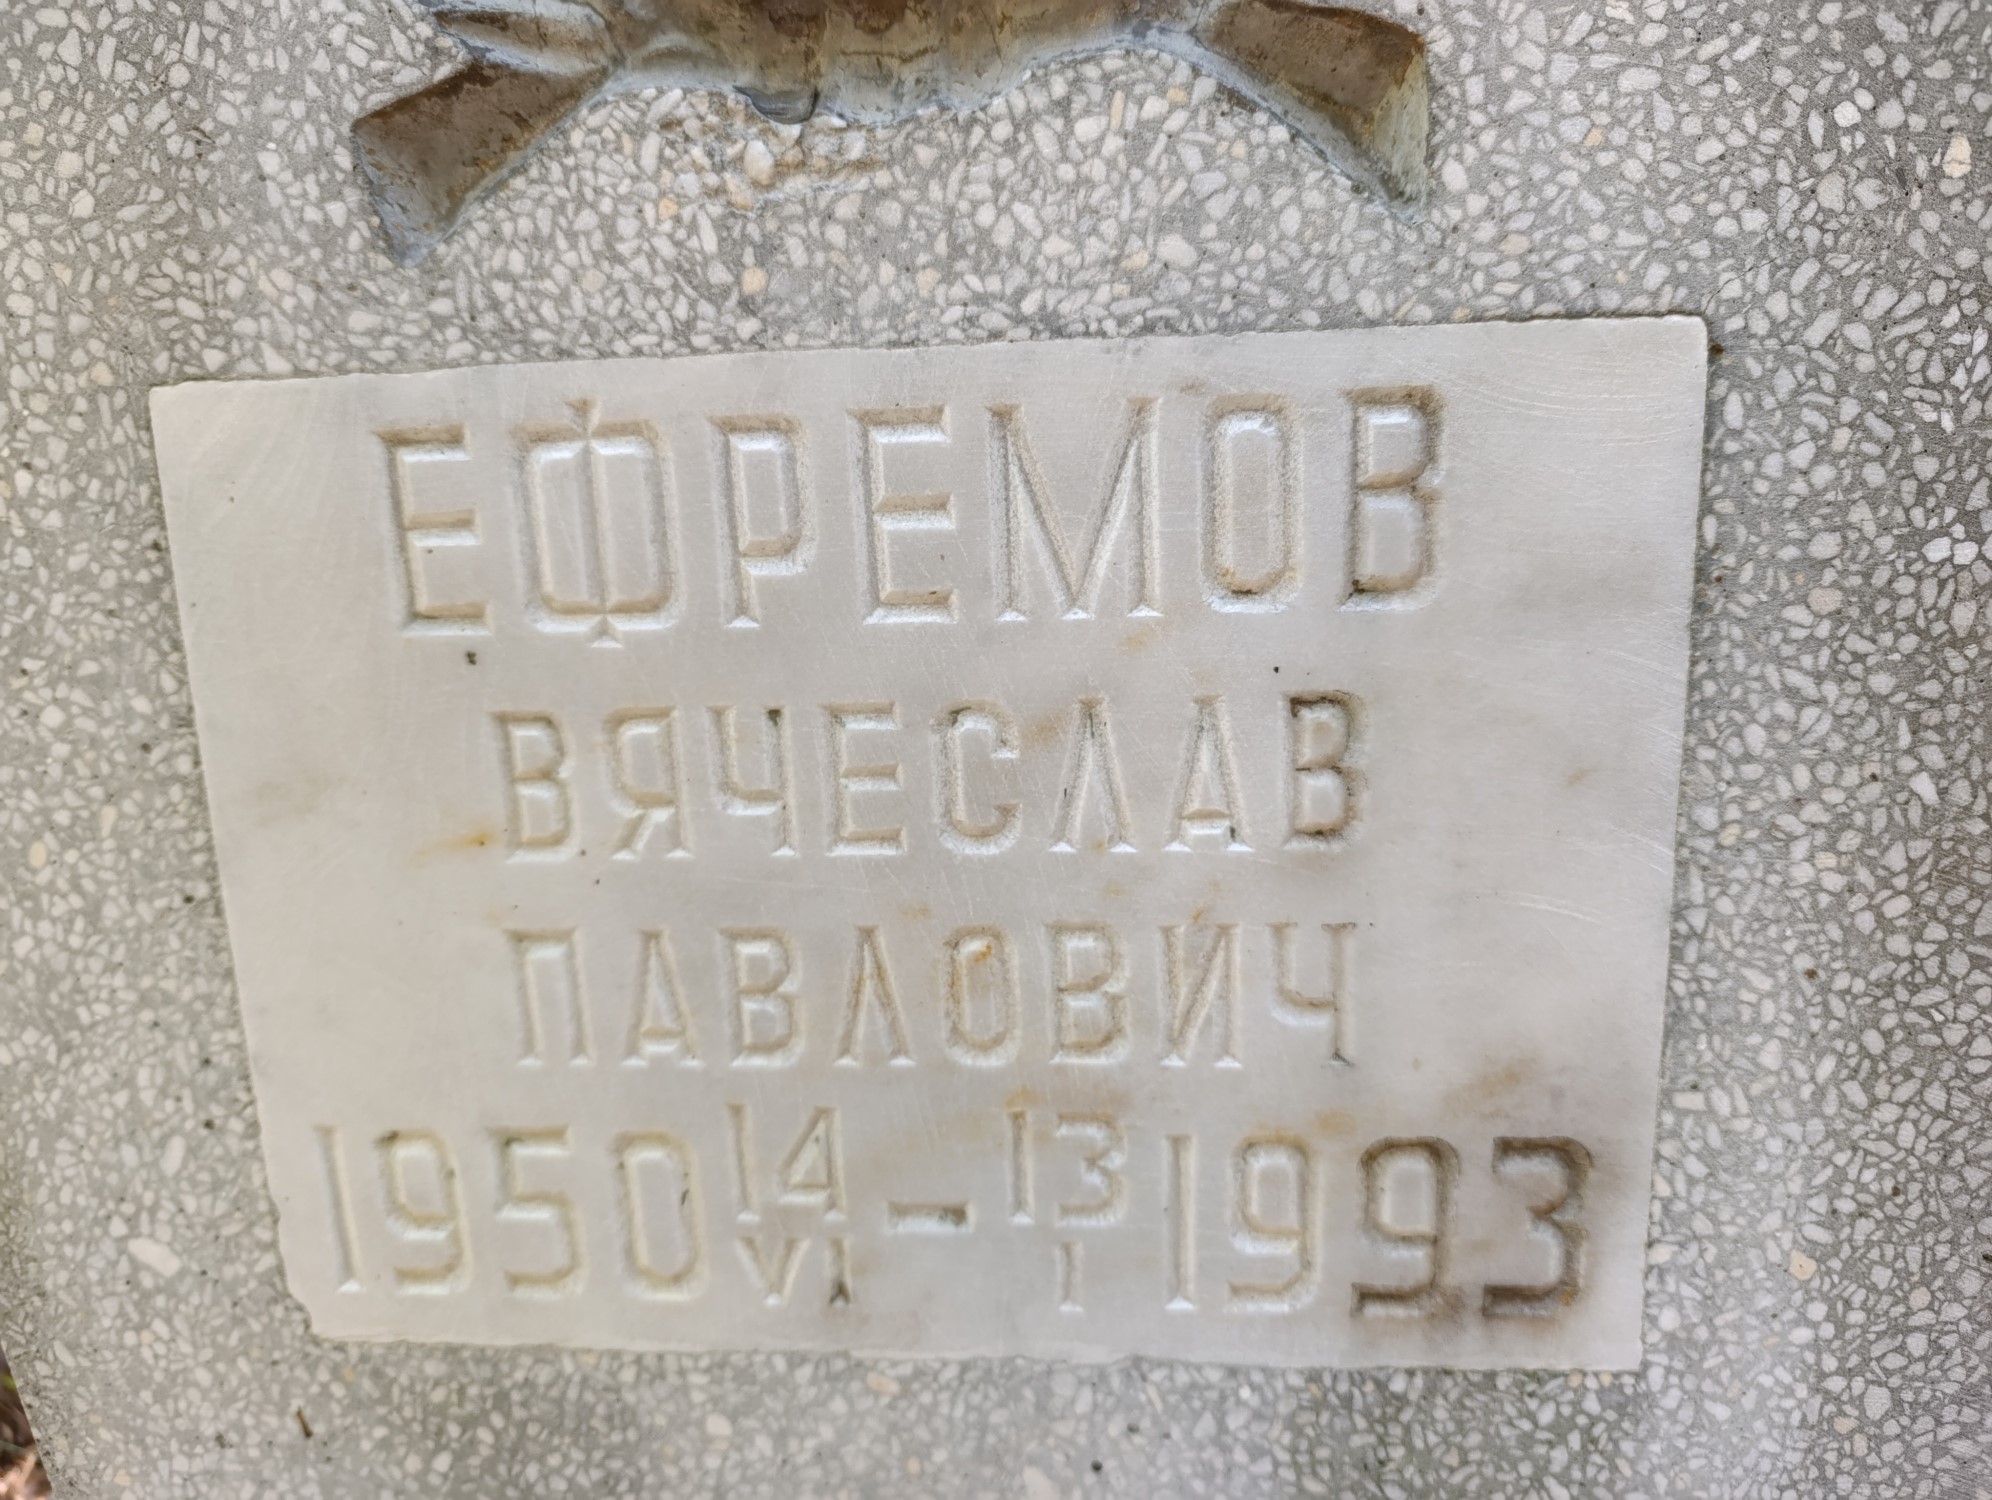 ЕФРЕМОВ
ВЯЧЕСЛАВ
ПАВЛОВИЧ
1950 14/VI - 13/I 1993